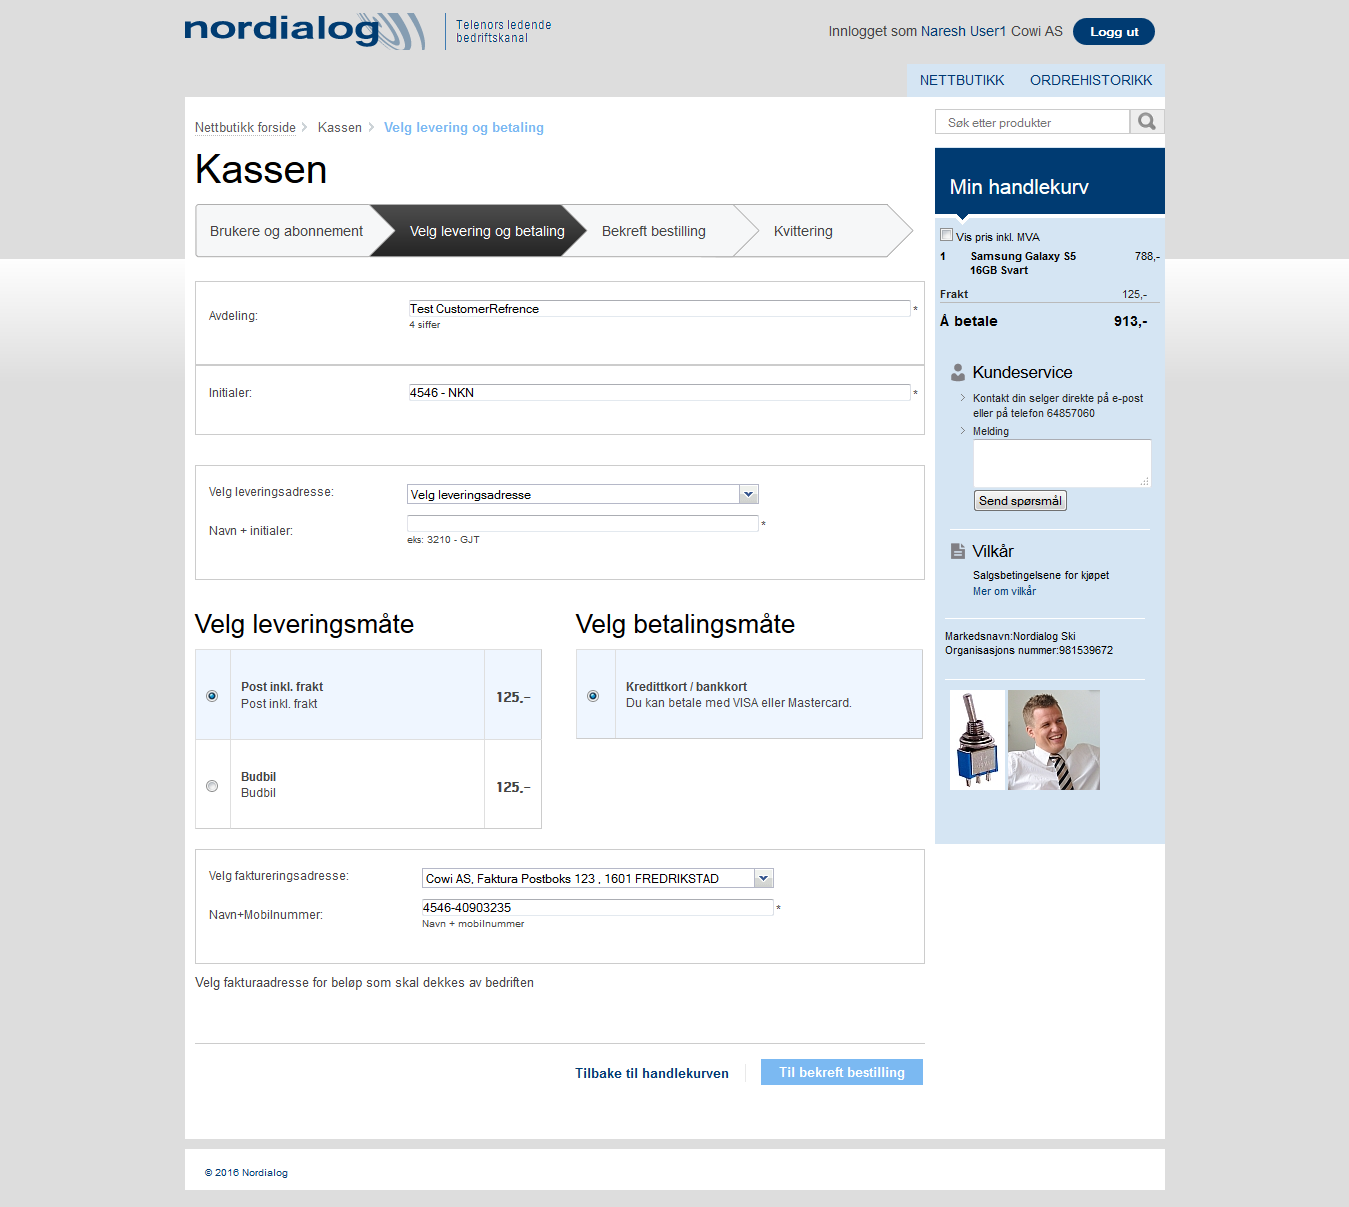 nordialog
Telenors ledende
bedriftskanal
Innlogget som Naresh User1 Cowi AS
Logg ut
NETTBUTIKK
ORDREHISTORIKK
Nettbutikk forside
Kassen
Velg levering og betaling
Søk etter produkter
Kassen
Brukere og abonnement
Velg levering og betaling
Bekreft bestilling
Kvittering
Avdeling:
Test CustomerRefrence
*
4 siffer
Initialer:
4546 - NKN
*
Velg leveringsadresse:
Velg leveringsadresse
Navn + initialer:
*
eks: 3210 - GJT
Velg leveringsmåte
Post inkl. frakt
Post inkl. frakt
125,-
Budbil
Budbil
125,-
Velg betalingsmåte
Kredittkort / bankkort
Du kan betale med VISA eller Mastercard.
Velg faktureringsadresse:
Cowi AS, Faktura Postboks 123 , 1601 FREDRIKSTAD
Navn+Mobilnummer:
4546-40903235
*
Navn + mobilnummer
Velg fakturaadresse for beløp som skal dekkes av bedriften
Tilbake til handlekurven
Til bekreft bestilling
Min handlekurv
Vis pris inkl. MVA
1 Samsung Galaxy S5 788,-
16GB Svart
Frakt 125,-
Å betale 913,-
Kundeservice
Kontakt din selger direkte på e-post
eller på telefon 64857060
Melding
Send spørsmål
Vilkår
Salgsbetingelsene for kjøpet
Mer om vilkår
Markedsnavn:Nordialog Ski
Organisasjons nummer:981539672
© 2016 Nordialog